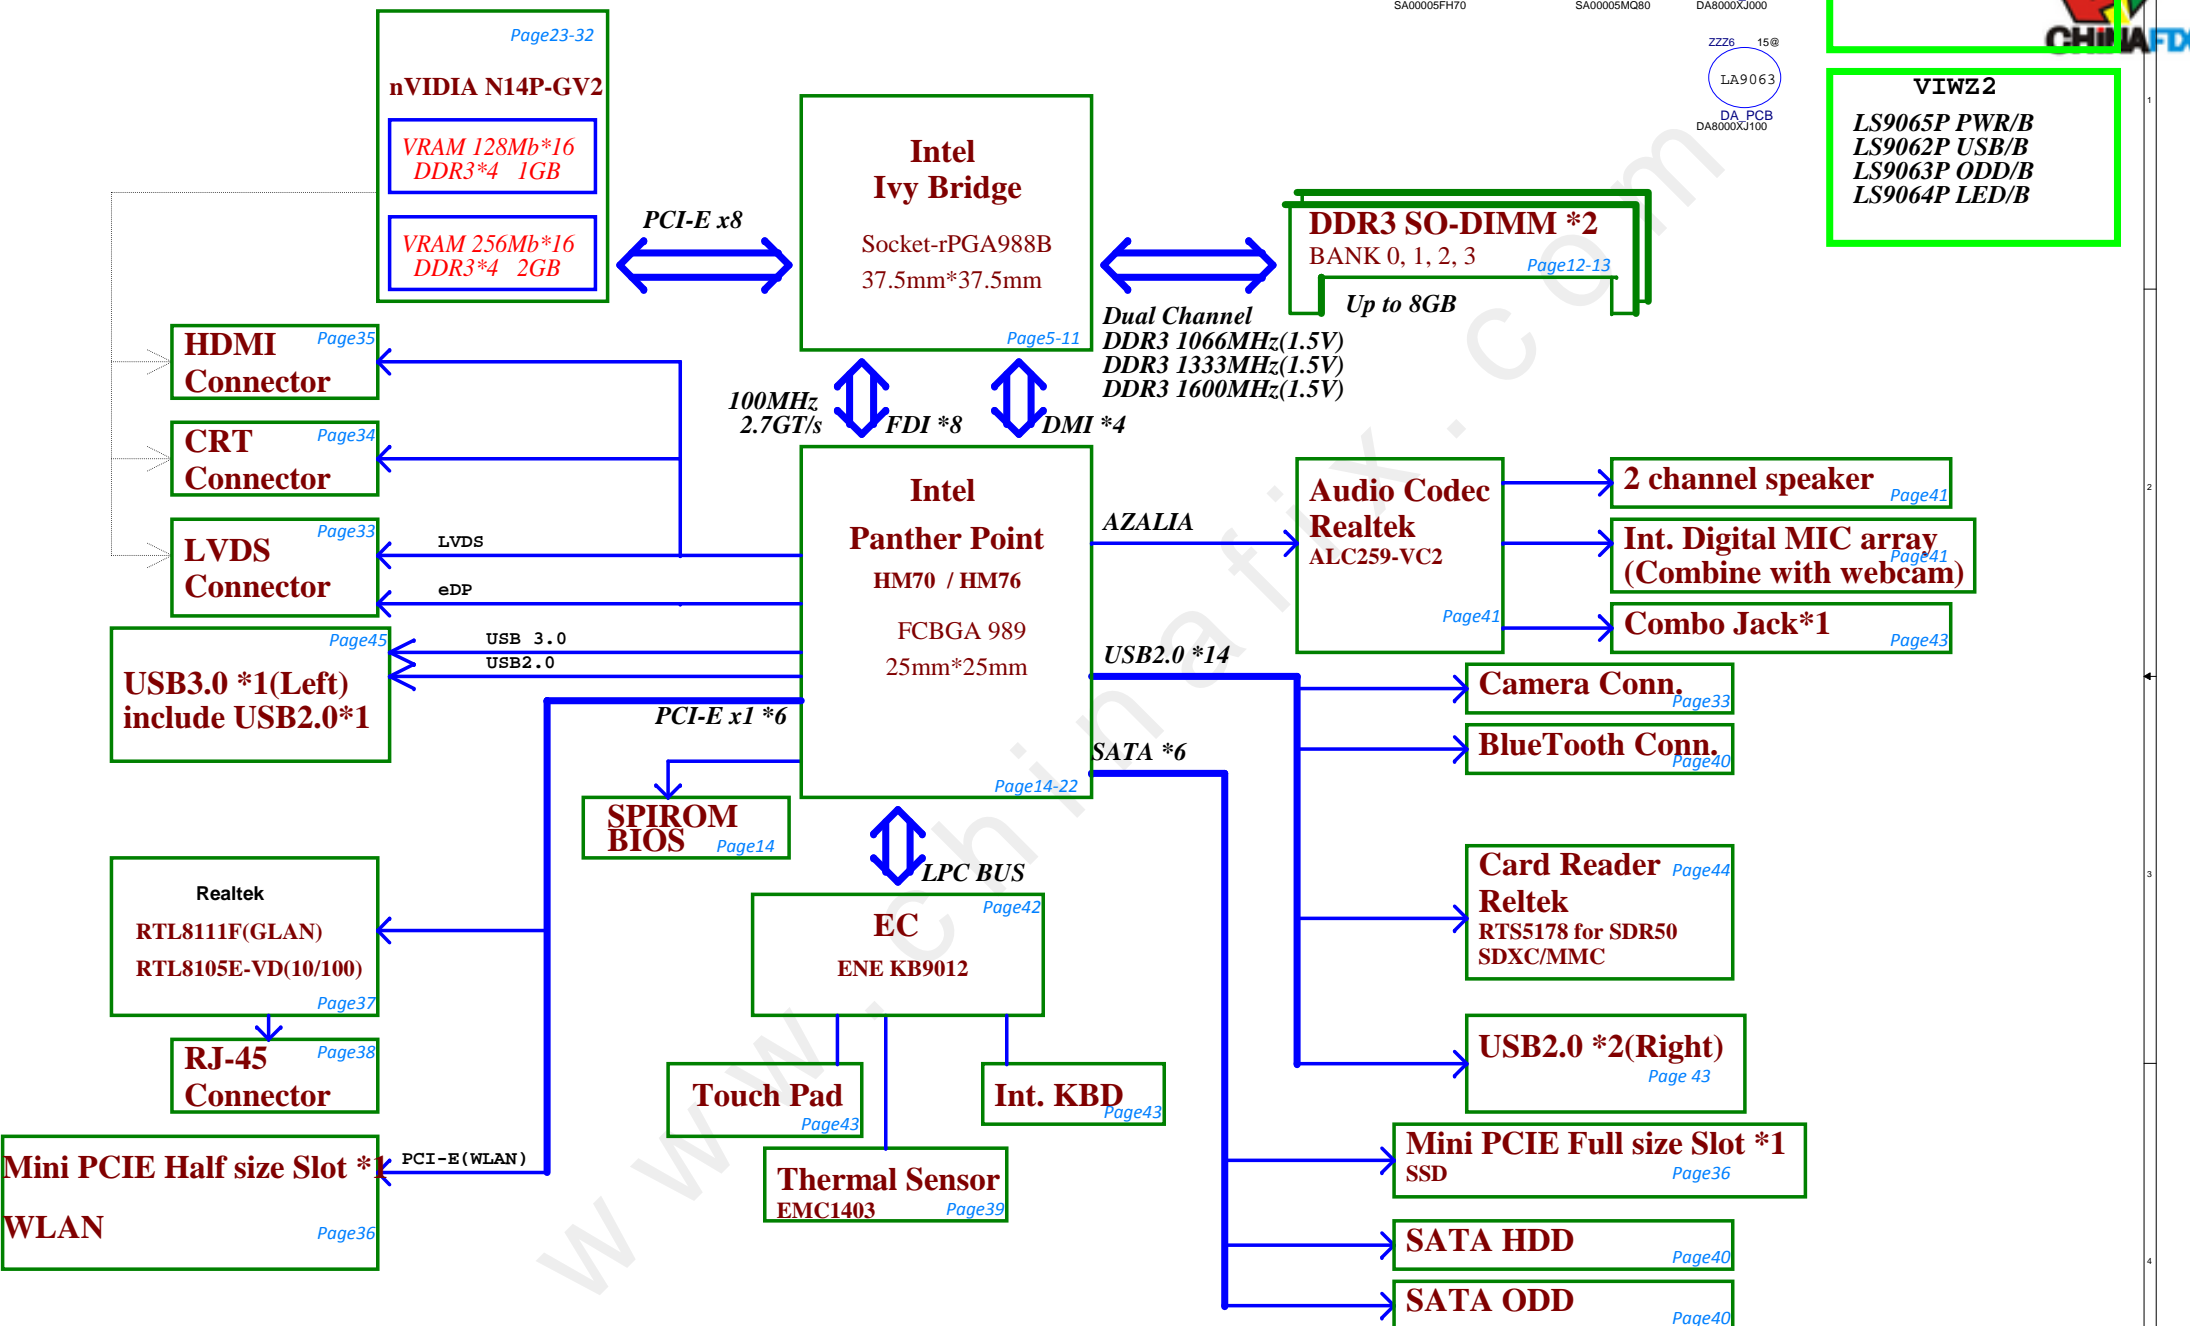 SA00005FH70
SA00005MQ80
DA8000XJ000
ZZZ6 15@
LA9063
DA_PCB
DA8000XJ100
CHINAFIX
VIWZ2
LS9065P PWR/B
LS9062P USB/B
LS9063P ODD/B
LS9064P LED/B
Page23-32
nVIDIA N14P-GV2
VRAM 128Mb*16
DDR3*4 1GB
VRAM 256Mb*16
DDR3*4 2GB
PCI-E x8
Intel
Ivy Bridge
Socket-rPGA988B
37.5mm*37.5mm
Page5-11
DDR3 SO-DIMM *2
BANK 0, 1, 2, 3
Page12-13
Up to 8GB
Dual Channel
DDR3 1066MHz(1.5V)
DDR3 1333MHz(1.5V)
DDR3 1600MHz(1.5V)
HDMI
Connector
Page35
CRT
Connector
Page34
LVDS
Connector
Page33
100MHz
2.7GT/s
FDI *8
DMI *4
LVDS
eDP
USB 3.0
USB2.0
Page45
USB3.0 *1(Left)
include USB2.0*1
PCI-E x1 *6
Intel
Panther Point
HM70 / HM76
FCBGA 989
25mm*25mm
Page14-22
AZALIA
Audio Codec
Realtek
ALC259-VC2
Page41
2 channel speaker
Page41
Int. Digital MIC array
(Combine with webcam)
Page41
Combo Jack*1
Page43
USB2.0 *14
Camera Conn.
Page33
BlueTooth Conn.
Page40
SATA *6
SPIROM
BIOS
Page14
LPC BUS
Card Reader
Page44
Reltek
RTS5178 for SDR50
SDXC/MMC
Realtek
RTL8111F(GLAN)
RTL8105E-VD(10/100)
Page37
EC
Page42
ENE KB9012
USB2.0 *2(Right)
Page 43
RJ-45
Connector
Page38
Touch Pad
Page43
Int. KBD
Page43
Mini PCIE Half size Slot *1
WLAN
Page36
PCI-E(WLAN)
Thermal Sensor
EMC1403
Page39
Mini PCIE Full size Slot *1
SSD
Page36
SATA HDD
Page40
SATA ODD
Page40
1
2
3
4
www.chinafix.com